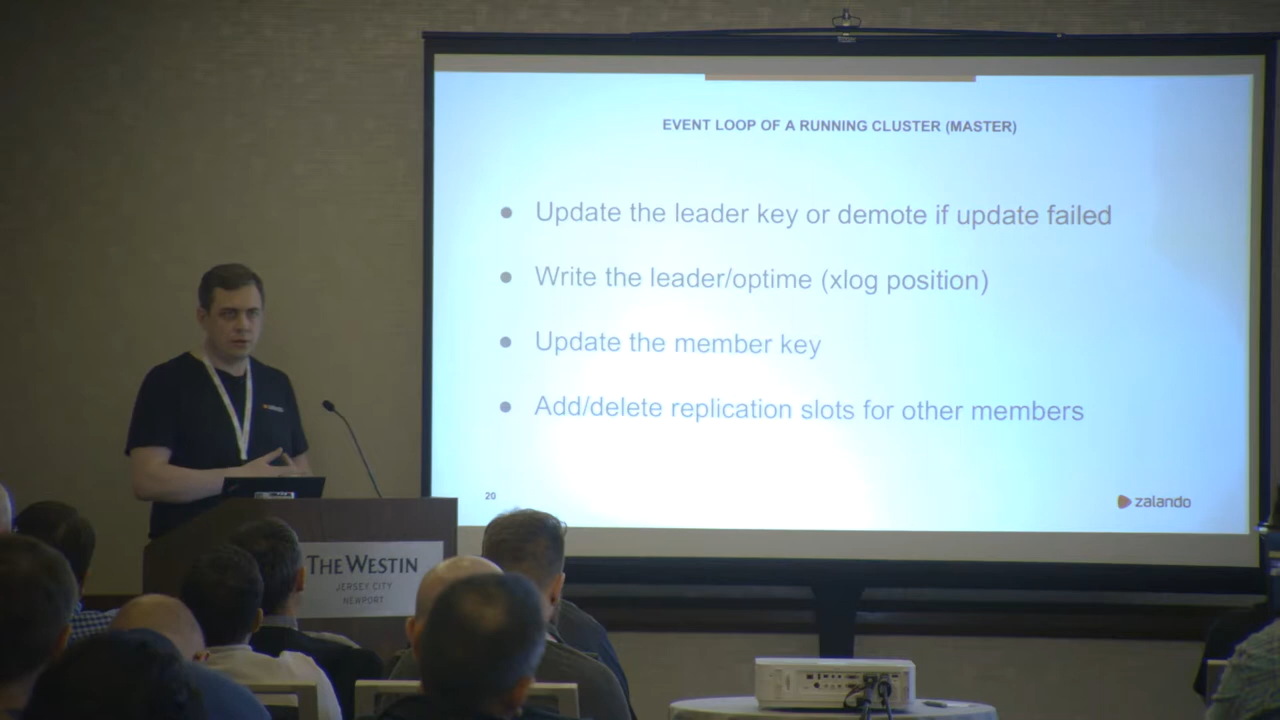 EVENT LOOP OF A RUNNING CLUSTER (MASTER)
● Update the leader key or demote if update failed
● Write the leader/optime (xlog position)
● Update the member key
● Add/delete replication slots for other members
20
zalando
THE WESTIN
JERSEY CITY
NEWPORT